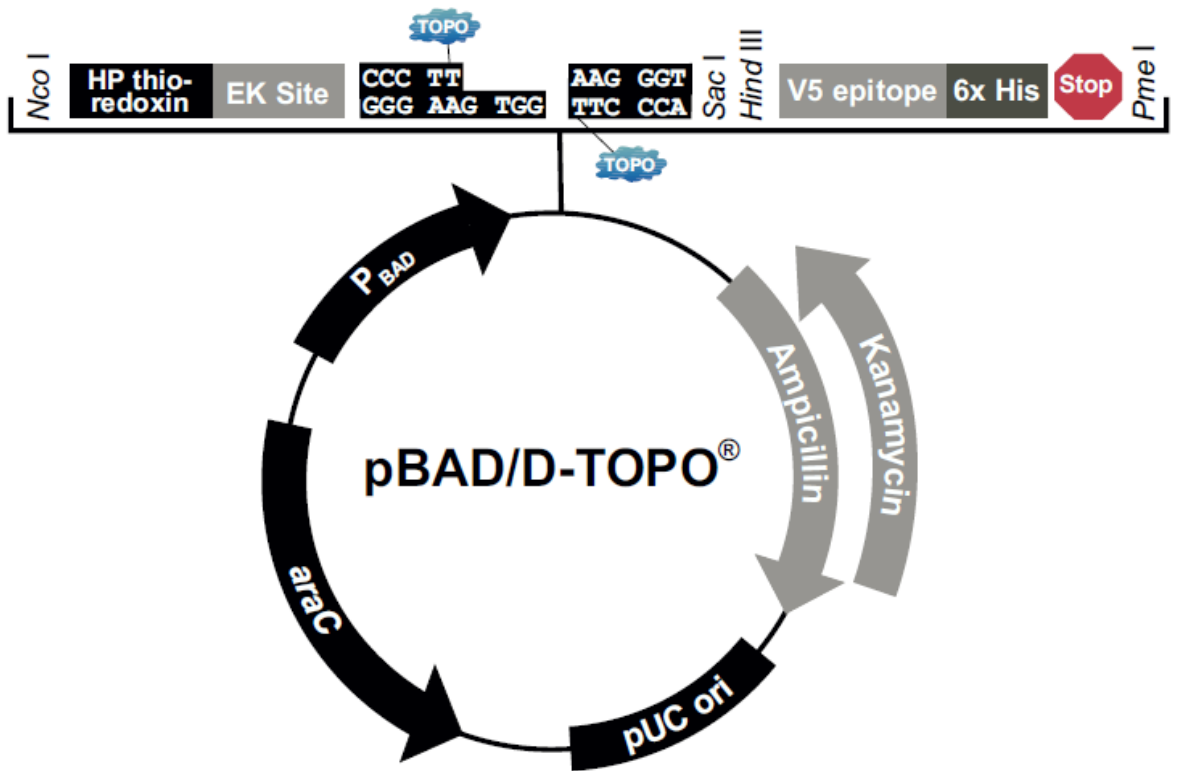 TOPO
Nco I
HP thio-
redoxin
EK Site
CCC TT
GGG AAG TGG
AAG GGT
TTC CCA
Sac I
Hind III
V5 epitope
6x His
Stop
Pme I
TOPO
PBAD
Ampicillin
Kanamycin
pBAD/D-TOPO®
araC
pUC ori